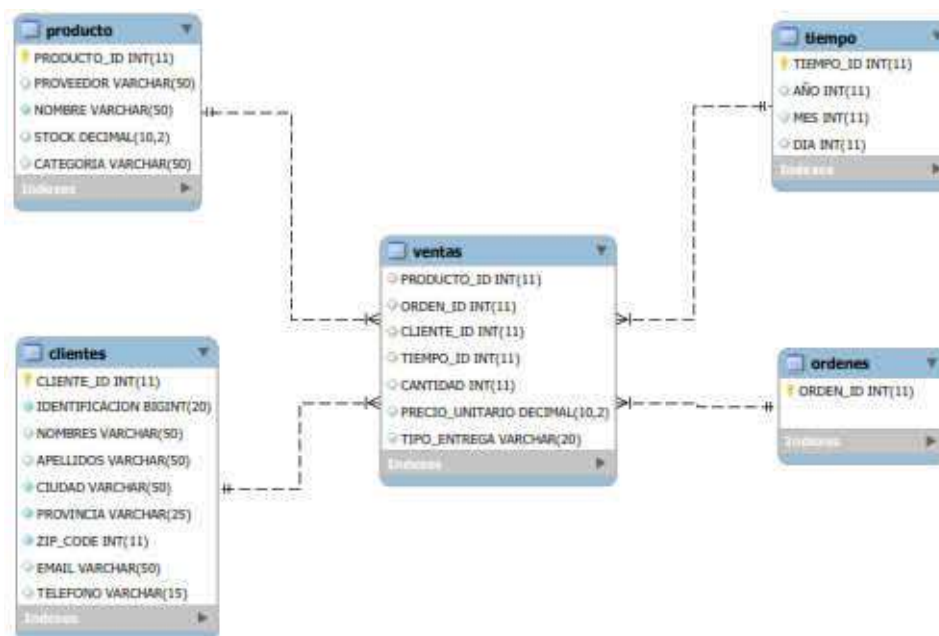 producto
PRODUCTO_ID INT(11)
PROVEEDOR VARCHAR(50)
NOMBRE VARCHAR(50)
STOCK DECIMAL(10,2)
CATEGORIA VARCHAR(50)
Indexes
tiempo
TIEMPO_ID INT(11)
AÑO INT(11)
MES INT(11)
DIA INT(11)
Indexes
ventas
PRODUCTO_ID INT(11)
ORDEN_ID INT(11)
CLIENTE_ID INT(11)
TIEMPO_ID INT(11)
CANTIDAD INT(11)
PRECIO_UNITARIO DECIMAL(10,2)
TIPO_ENTREGA VARCHAR(20)
Indexes
clientes
CLIENTE_ID INT(11)
IDENTIFICACION BIGINT(20)
NOMBRES VARCHAR(50)
APELLIDOS VARCHAR(50)
CIUDAD VARCHAR(50)
PROVINCIA VARCHAR(25)
ZIP_CODE INT(11)
EMAIL VARCHAR(50)
TELEFONO VARCHAR(15)
Indexes
ordenes
ORDEN_ID INT(11)
Indexes